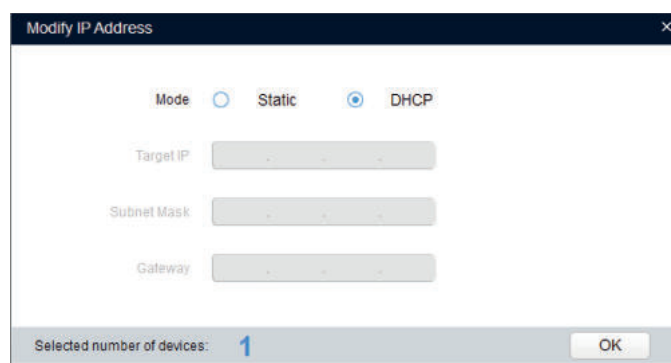 Modify IP Address
Mode Static DHCP
Target IP . . .
Subnet Mask . . .
Gateway . . .
Selected number of devices: 1 OK